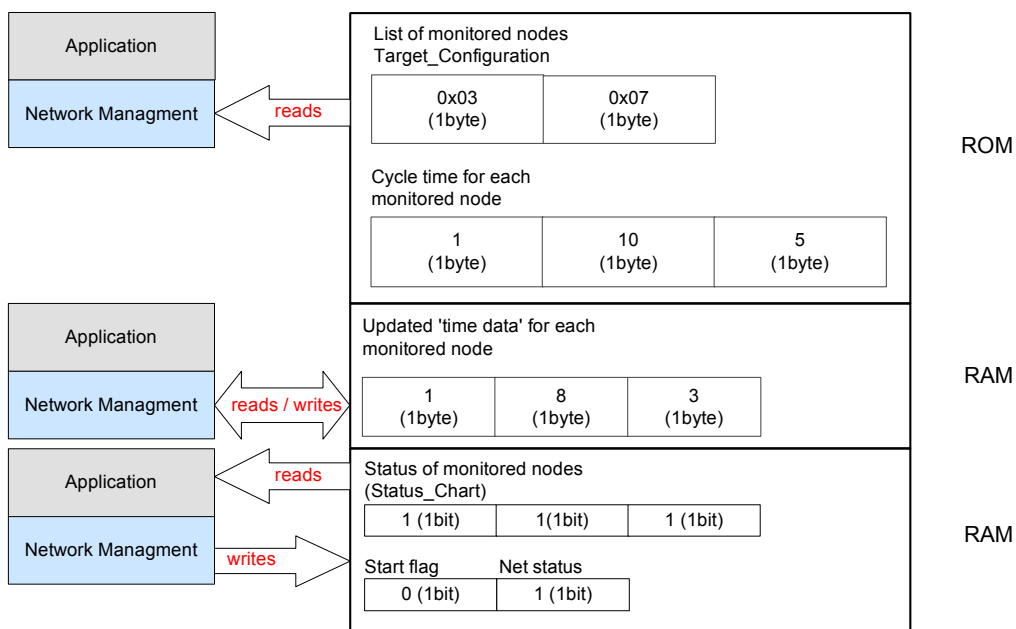 Application
Network Managment
reads
List of monitored nodes
Target_Configuration
0x03
(1byte)
0x07
(1byte)
Cycle time for each
monitored node
1
(1byte)
10
(1byte)
5
(1byte)
ROM
Application
Network Managment
reads / writes
Updated 'time data' for each
monitored node
1
(1byte)
8
(1byte)
3
(1byte)
RAM
Application
Network Managment
reads
writes
Status of monitored nodes
(Status_Chart)
1 (1bit)
1(1bit)
1 (1bit)
Start flag
Net status
0 (1bit)
1 (1bit)
RAM